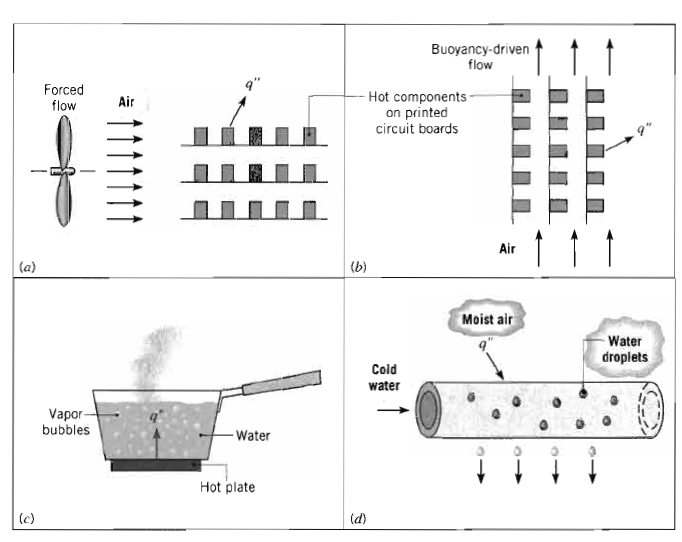 Forced
flow
Air
q"
(a)
Buoyancy-driven
flow
Hot components
on printed
circuit boards
q"
Air
(b)
Vapor
bubbles
q"
Water
Hot plate
(c)
Moist air
q"
Water
droplets
Cold
water
(d)